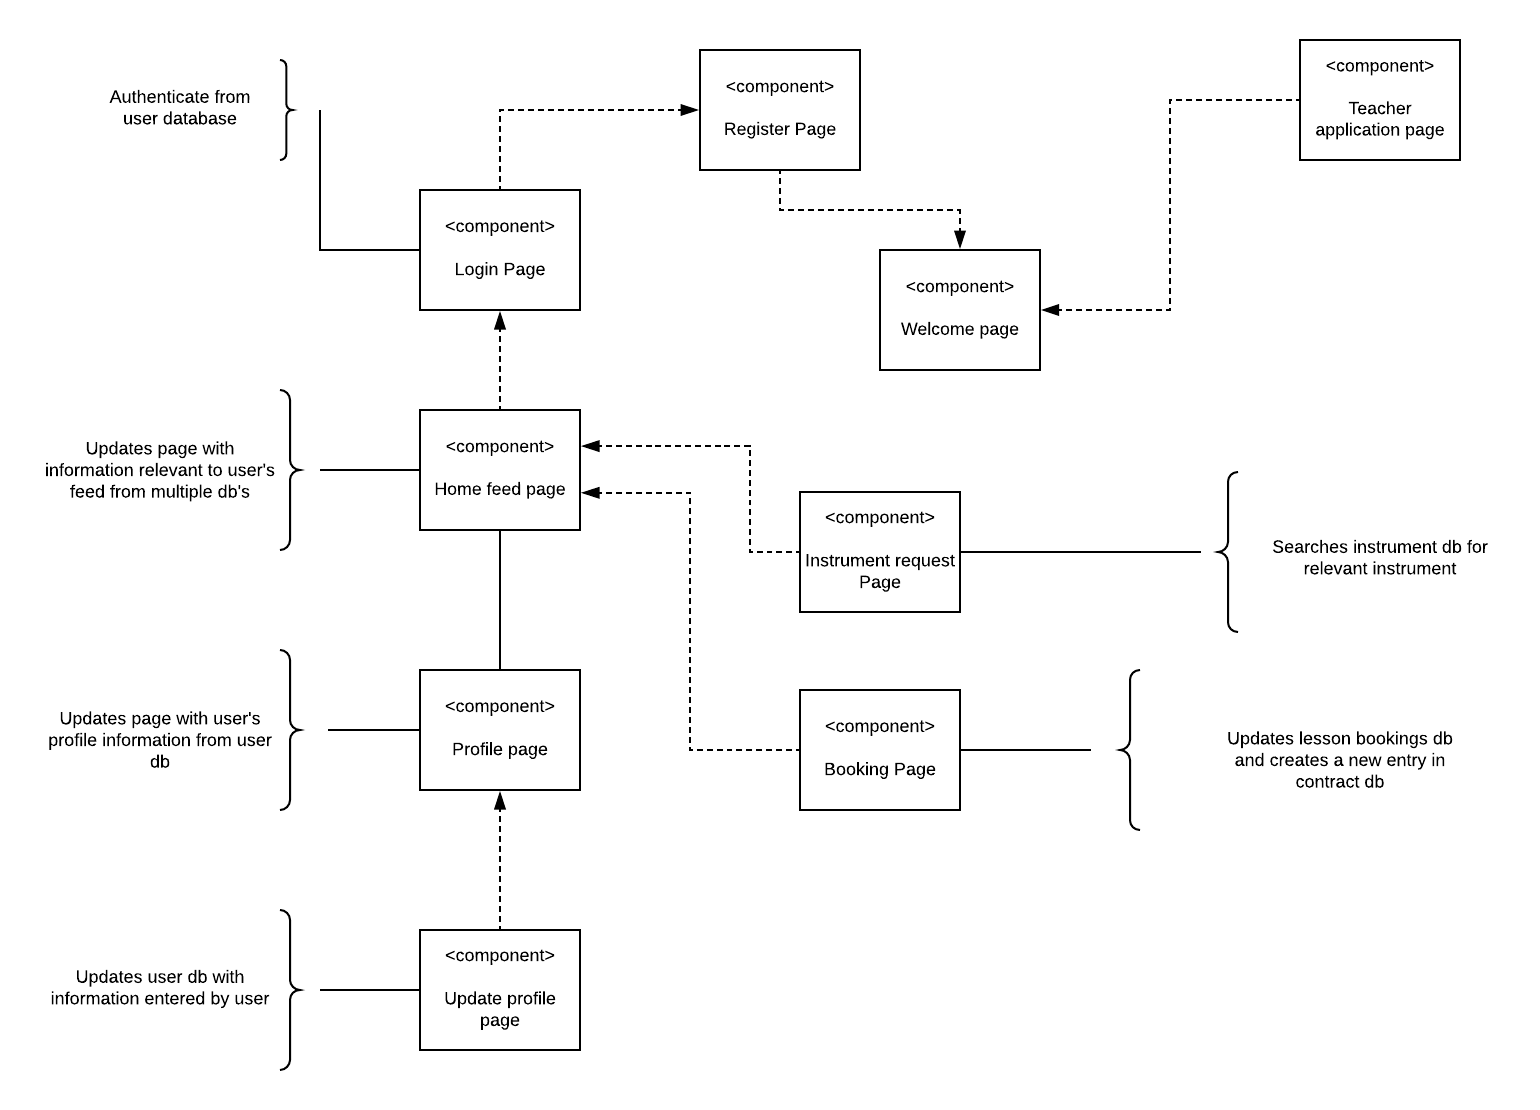 Authenticate from
user database
<component>
Register Page
<component>
Teacher
application page
<component>
Login Page
<component>
Welcome page
Updates page with
information relevant to user's
feed from multiple db's
<component>
Home feed page
<component>
Instrument request
Page
Searches instrument db for
relevant instrument
Updates page with user's
profile information from user
db
<component>
Profile page
<component>
Booking Page
Updates lesson bookings db
and creates a new entry in
contract db
Updates user db with
information entered by user
<component>
Update profile
page